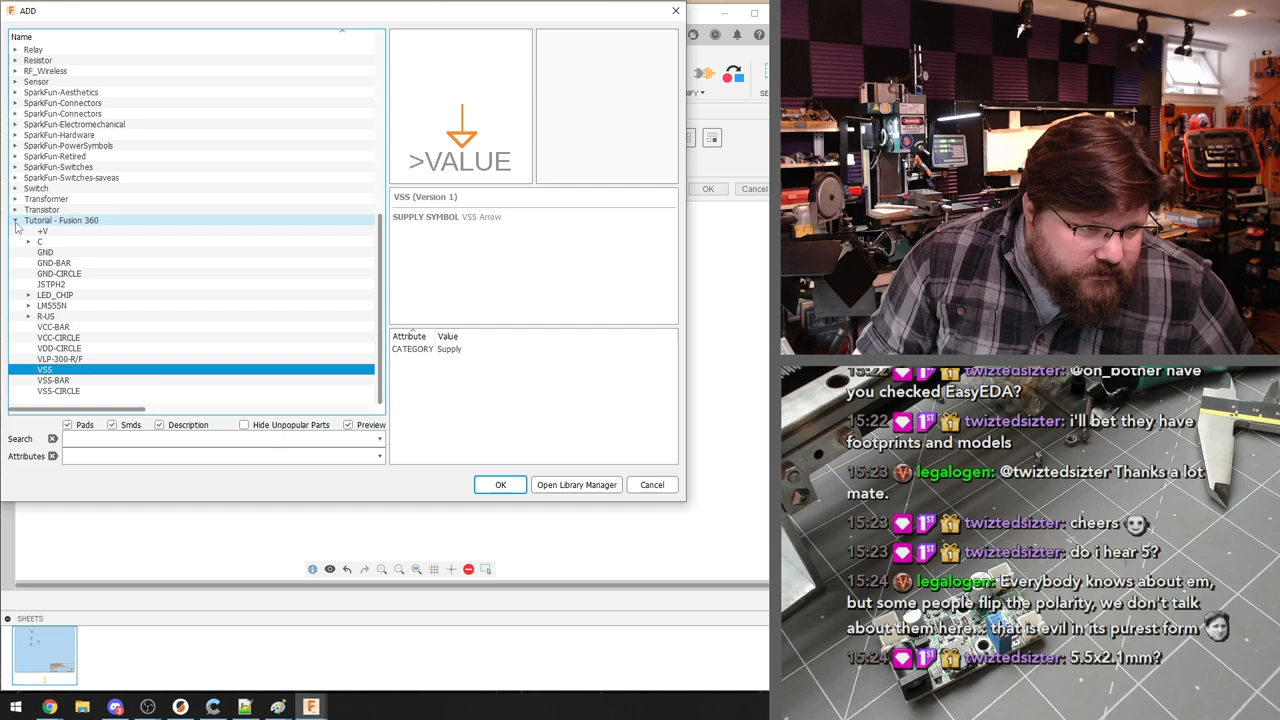 ADD
Name
Relay
Resistor
RF_Wireless
Sensor
SparkFun-Aesthetics
SparkFun-Connectors
SparkFun-Connectors
SparkFun-Electromechanical
SparkFun-Hardware
SparkFun-PowerSymbols
SparkFun-Retired
SparkFun-Switches
SparkFun-Switches-saveas
Switch
Transformer
Transistor
Tutorial - Fusion 360
+V
C
GND
GND-BAR
GND-CIRCLE
JSTPH2
LED_CHIP
LM555N
R-US
VCC-BAR
VCC-CIRCLE
VDD-CIRCLE
VLP-300-R/F
VSS
VSS-BAR
VSS-CIRCLE
Pads Smds Description Hide Unpopular Parts Preview
Search
Attributes
>VALUE
VSS (Version 1)
SUPPLY SYMBOL VSS Arrow
Attribute Value
CATEGORY Supply
OK Open Library Manager Cancel
OK Cancel
SHEETS
1
15:22 twiztedsizter: @oh_bother have
you checked EasyEDA?
15:22 twiztedsizter: i'll bet they have
footprints and models
15:23 legalogen: @twiztedsizter Thanks a lot
mate.
15:23 twiztedsizter: cheers
15:23 twiztedsizter: do i hear 5?
15:24 legalogen: Everybody knows about em,
but some people flip the polarity, we don't talk
about them here... that is evil in its purest form
15:24 twiztedsizter: 5.5x2.1mm?